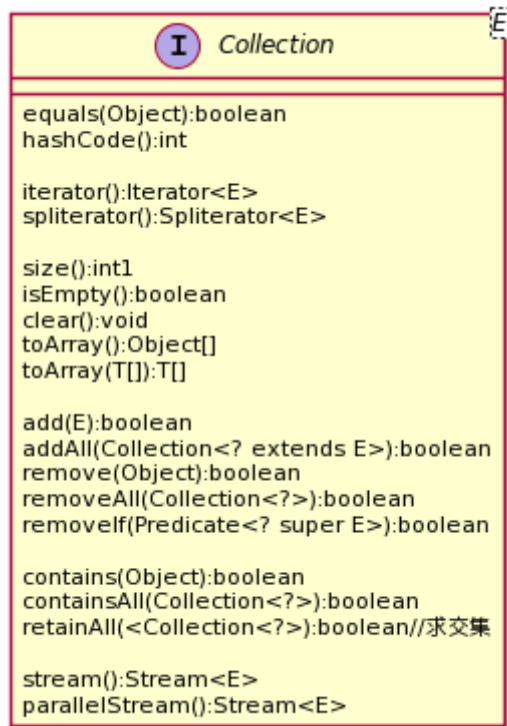 E
I Collection
equals(Object):boolean
hashCode():int
iterator():Iterator<E>
spliterator():Spliterator<E>
size():int1
isEmpty():boolean
clear():void
toArray():Object[]
toArray(T[]):T[]
add(E):boolean
addAll(Collection<? extends E>):boolean
remove(Object):boolean
removeAll(Collection<?>):boolean
removeIf(Predicate<? super E>):boolean
contains(Object):boolean
containsAll(Collection<?>):boolean
retainAll(<Collection<?>):boolean//求交集
stream():Stream<E>
parallelStream():Stream<E>